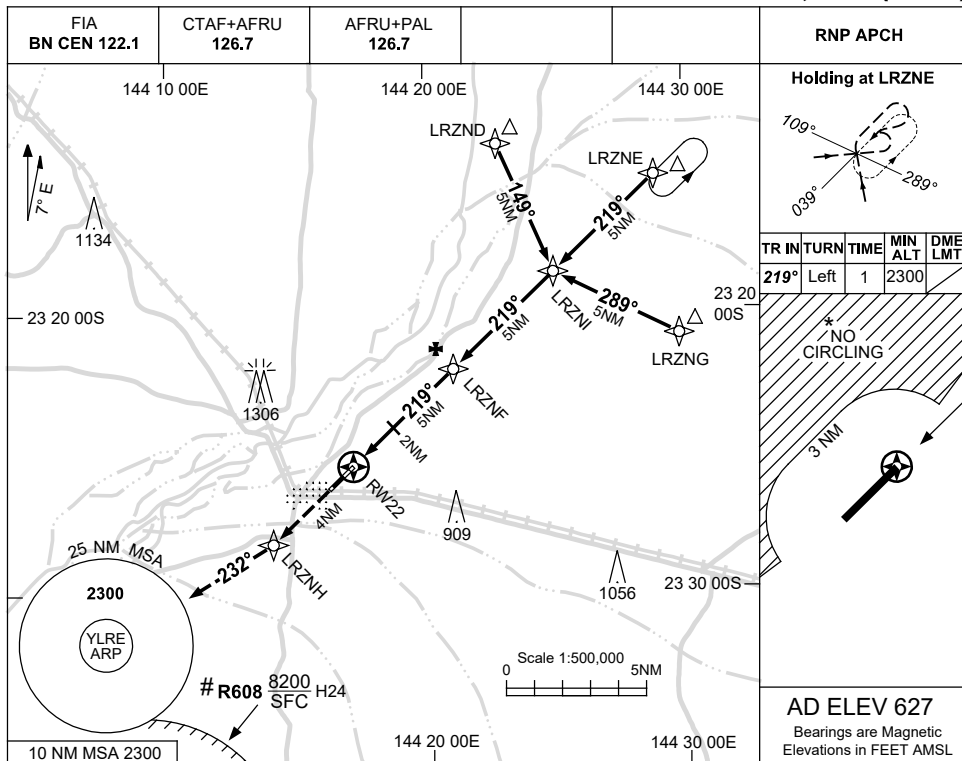 FIA
BN CEN 122.1
CTAF+AFRU
126.7
AFRU+PAL
126.7
RNP APCH
144 10 00E
144 20 00E
144 30 00E
Holding at LRZNE
109°
289°
039°
TR IN TURN TIME MIN ALT DME LMT
219° Left 1 2300
LRZND
LRZNE
7° E
149°
5NM
219°
5NM
1134
LRZNI
289°
5NM
23 20
00S
LRZNG
23 20 00S
219°
5NM
LRZNF
1306
219°
5NM
2NM
RW22
4NM
909
LRZNH
-232°
1056
23 30 00S
25 NM MSA
2300
YLRE
ARP
# R608 8200 H24
SFC
Scale 1:500,000
0 5NM
10 NM MSA 2300
144 20 00E
144 30 00E
* NO
CIRCLING
3 NM
AD ELEV 627
Bearings are Magnetic
Elevations in FEET AMSL